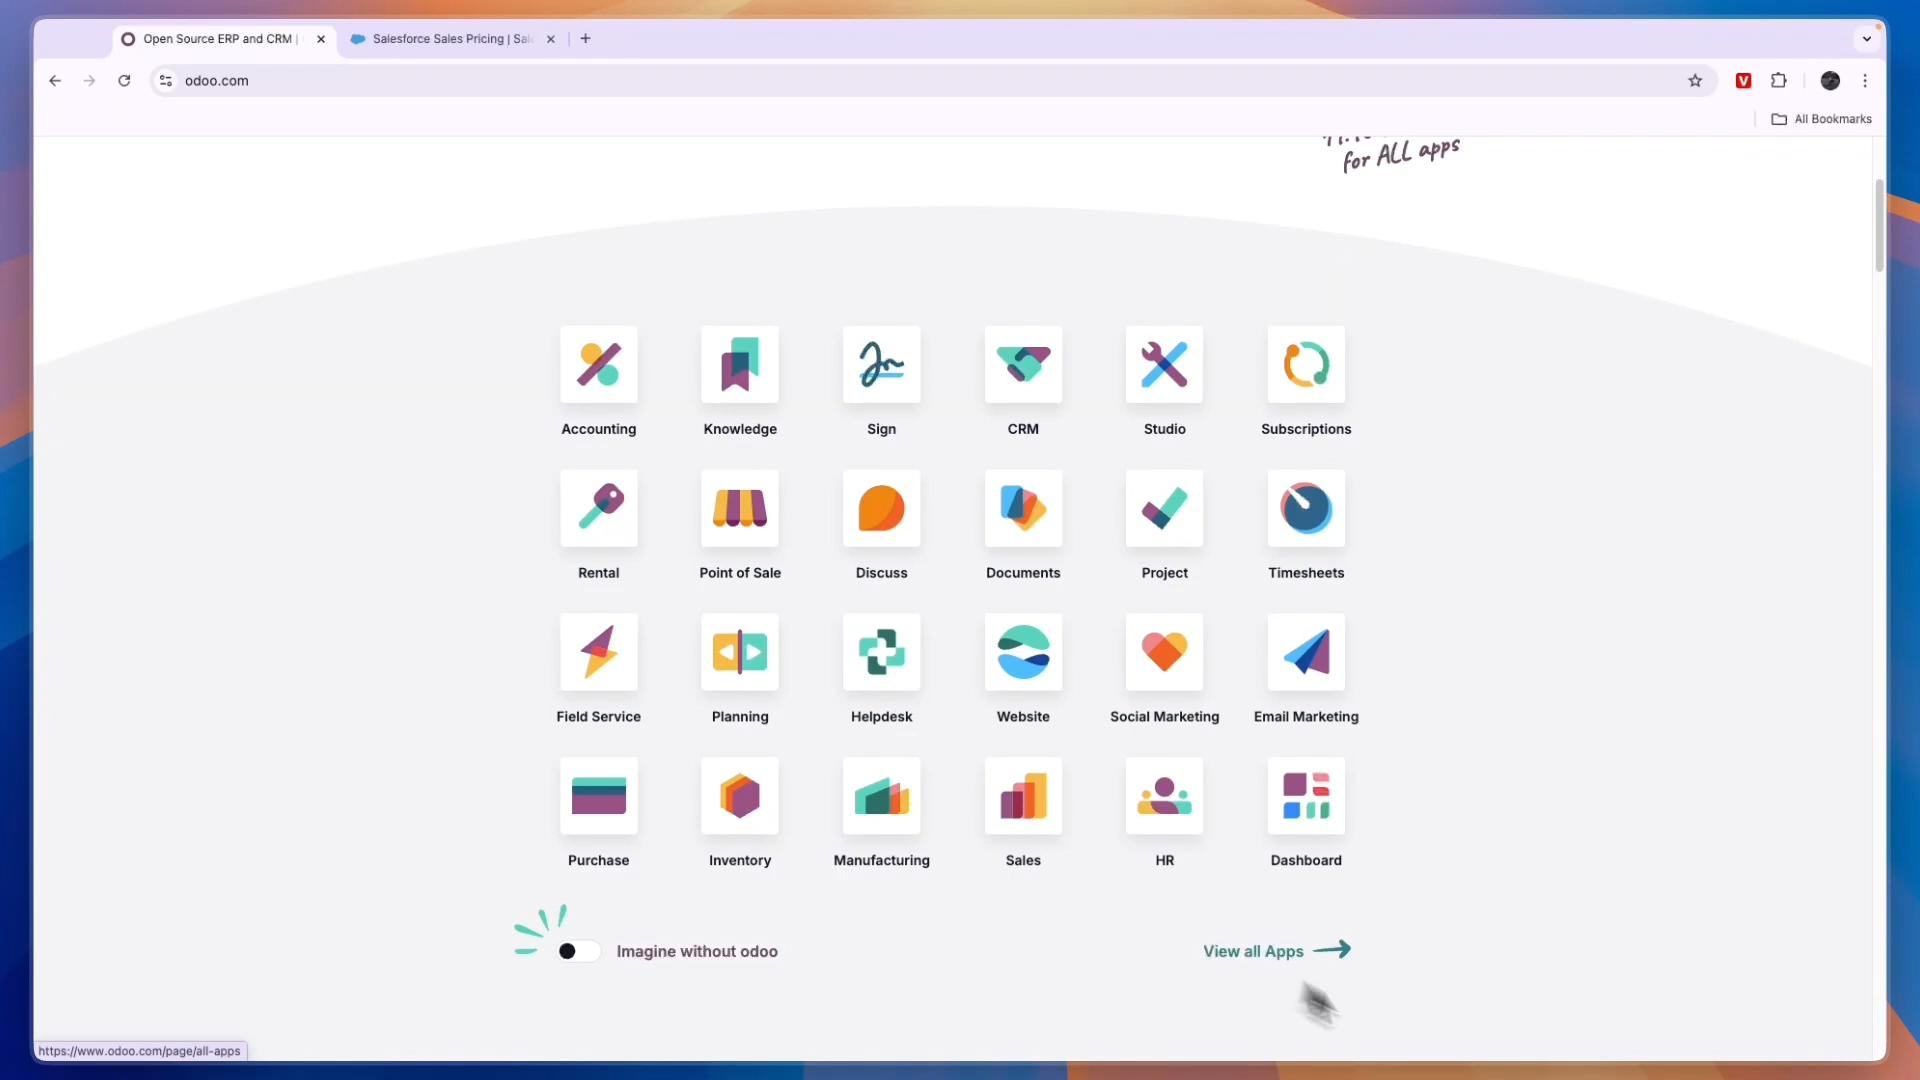 Open Source ERP and CRM |
Salesforce Sales Pricing | Sal
odoo.com
All Bookmarks
for ALL apps
Accounting
Knowledge
Sign
CRM
Studio
Subscriptions
Rental
Point of Sale
Discuss
Documents
Project
Timesheets
Field Service
Planning
Helpdesk
Website
Social Marketing
Email Marketing
Purchase
Inventory
Manufacturing
Sales
HR
Dashboard
Imagine without odoo
View all Apps
https://www.odoo.com/page/all-apps